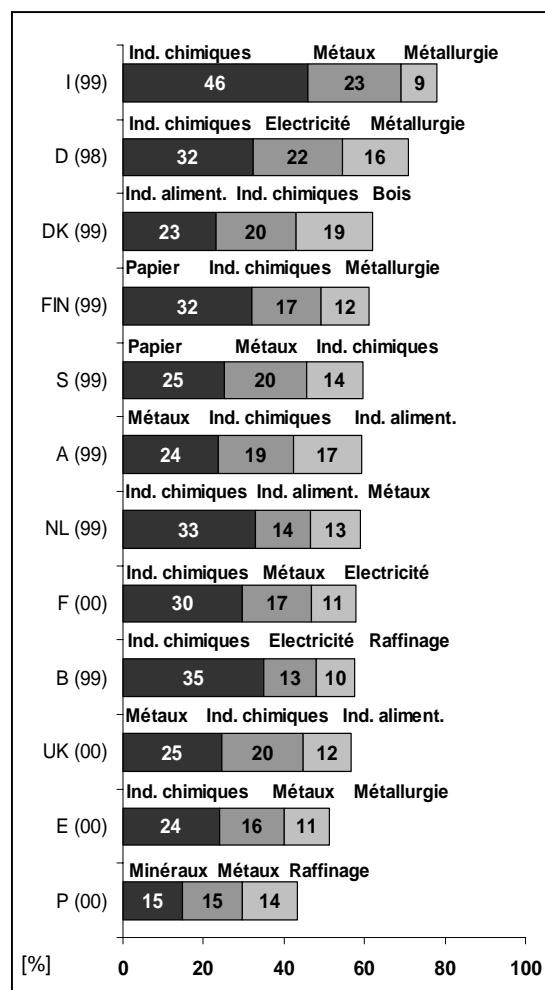 Ind. chimiques Métaux Métallurgie
I (99) 46 23 9
Ind. chimiques Electricité Métallurgie
D (98) 32 22 16
Ind. aliment. Ind. chimiques Bois
DK (99) 23 20 19
Papier Ind. chimiques Métallurgie
FIN (99) 32 17 12
Papier Métaux Ind. chimiques
S (99) 25 20 14
Métaux Ind. chimiques Ind. aliment.
A (99) 24 19 17
Ind. chimiques Ind. aliment. Métaux
NL (99) 33 14 13
Ind. chimiques Métaux Electricité
F (00) 30 17 11
Ind. chimiques Electricité Raffinage
B (99) 35 13 10
Métaux Ind. chimiques Ind. aliment.
UK (00) 25 20 12
Ind. chimiques Métaux Métallurgie
E (00) 24 16 11
Minéraux Métaux Raffinage
P (00) 15 15 14
[%] 0 20 40 60 80 100